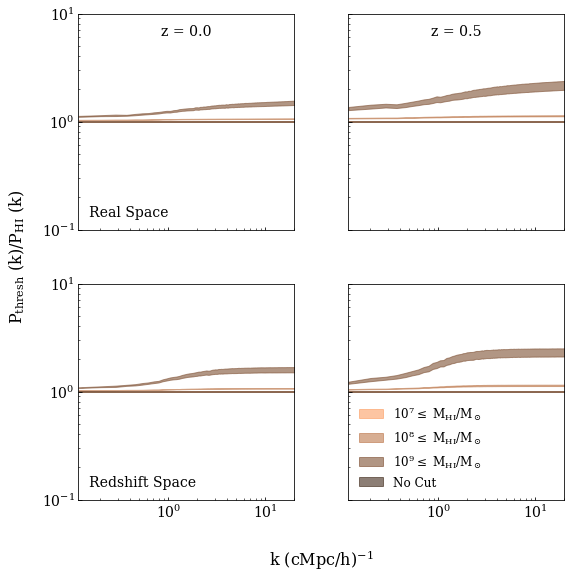 z = 0.0
z = 0.5
10¹
10⁰
10⁻¹
Real Space
P_thresh (k)/P_HI (k)
10¹
10⁰
10⁻¹
Redshift Space
10⁷ ≤ M_HI/M_⊙
10⁸ ≤ M_HI/M_⊙
10⁹ ≤ M_HI/M_⊙
No Cut
10⁰
10¹
10⁰
10¹
k (cMpc/h)⁻¹